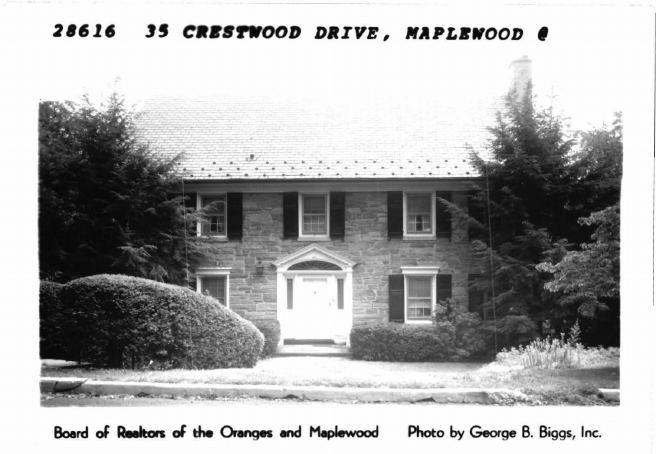 28616 35 CRESTWOOD DRIVE, MAPLEWOOD @
Board of Realtors of the Oranges and Maplewood Photo by George B. Biggs, Inc.